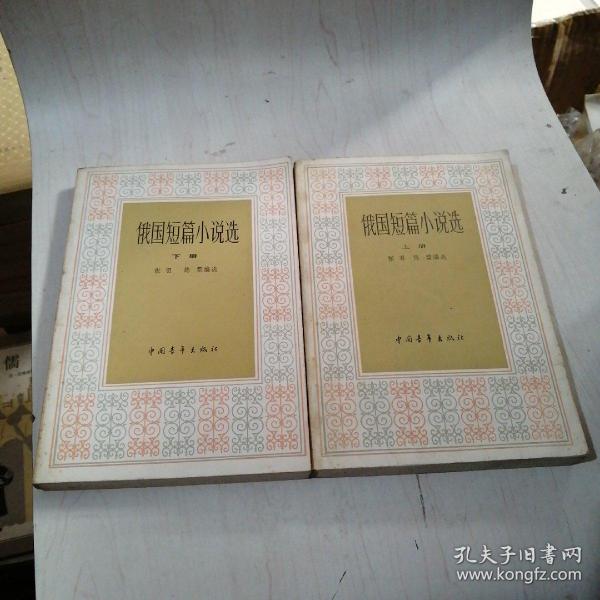 俄国短篇小说选
下册
中国青年出版社
俄国短篇小说选
上册
中国青年出版社
儒
孔夫子旧书网
www.kongfz.com